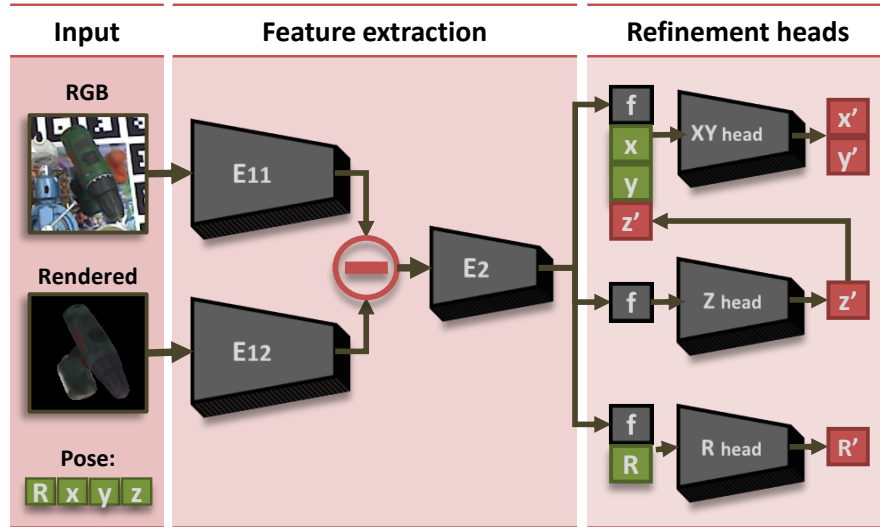 Input
Feature extraction
Refinement heads
RGB
Rendered
Pose:
R x y z
E11
E12
E2
f
x
y
z'
XY head
x'
y'
f
Z head
z'
f
R
R head
R'